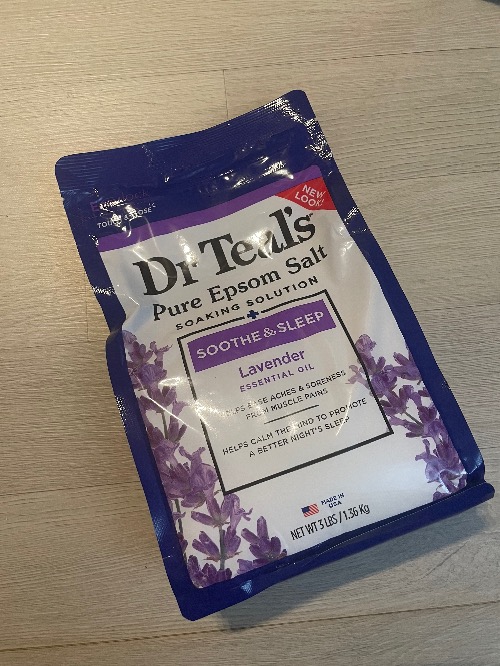 NEW
LOOK!
Dr Teal's
Pure Epsom Salt
SOAKING SOLUTION
SOOTHE & SLEEP
Lavender
ESSENTIAL OIL
HELPS EASE ACHES & SORENESS
FROM MUSCLE PAINS
HELPS CALM THE MIND TO PROMOTE
A BETTER NIGHT'S SLEEP
MADE IN
USA
NET WT 3 LBS / 1.36 Kg